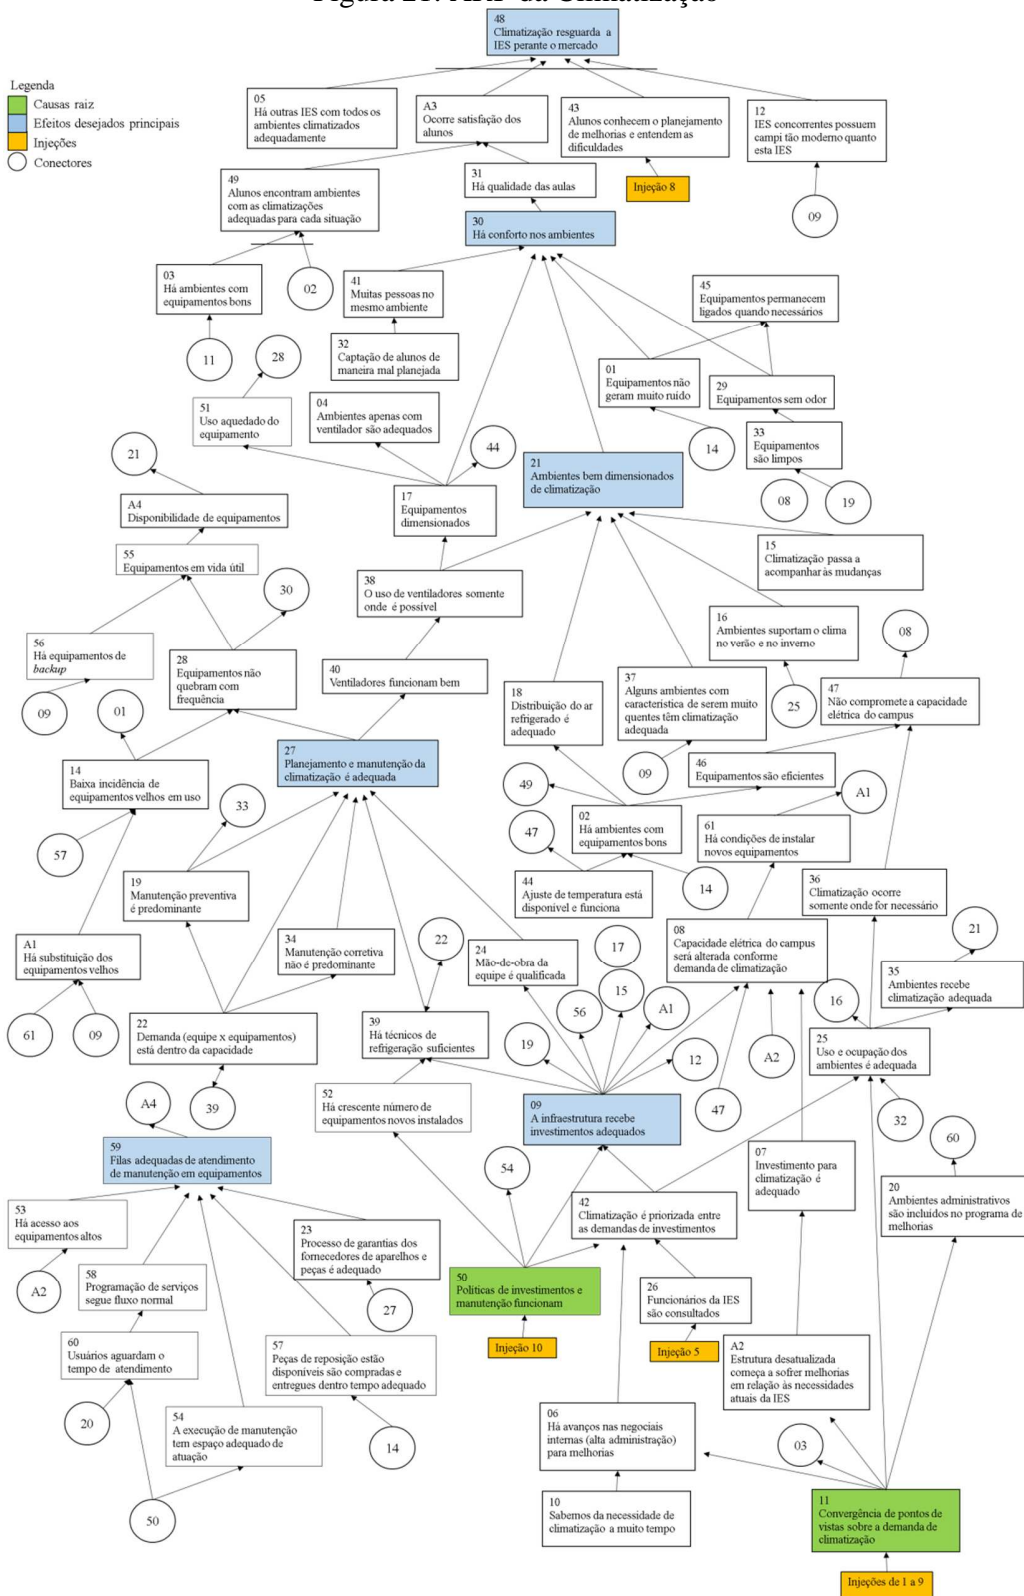 48
Climatização resguarda a
IES perante o mercado
Legenda
Causas raiz
Efeitos desejados principais
Injeções
Conectores
05
Há outras IES com todos os
ambientes climatizados
adequadamente
A3
Ocorre satisfação dos
alunos
43
Alunos conhecem o planejamento
de melhorias e entendem as
dificuldades
12
IES concorrentes possuem
campi tão moderno quanto
esta IES
49
Alunos encontram ambientes
com as climatizações
adequadas para cada situação
31
Há qualidade das aulas
Injeção 8
09
30
Há conforto nos ambientes
03
Há ambientes com
equipamentos bons
02
41
Muitas pessoas no
mesmo ambiente
45
Equipamentos permecem
ligados quando necessários
11
28
32
Captação de alunos de
maneira mal planejada
01
Equipamentos não
geram muito ruído
29
Equipamentos sem odor
51
Uso aquedado do
equipamento
04
Ambientes apenas com
ventilador são adequados
44
14
33
Equipamentos
são limpos
21
21
Ambientes bem dimensionados
de climatização
08
19
A4
Disponibilidade de equipamentos
17
Equipamentos
dimensionados
55
Equipamentos em vida útil
15
Climatização passa a
acompanhar às mudanças
30
38
O uso de ventiladores somente
onde é possível
16
Ambientes suportam o clima
no verão e no inverno
08
56
Há equipamentos de
backup
28
Equipamentos não
quebram com
frequência
40
Ventiladores funcionam bem
18
Distribuição do ar
refrigerado é
adequado
37
Alguns ambientes com
característica de serem muito
quentes têm climatização
adequada
25
47
Não compromete a capacidade
elétrica do campus
09
01
27
Planejamento e manutenção da
climatização é adequada
09
46
Equipamentos são eficientes
14
Baixa incidência de
equipamentos velhos em uso
33
49
A1
47
02
Há ambientes com
equipamentos bons
61
Há condições de instalar
novos equipamentos
57
19
Manutenção preventiva
é predominante
44
Ajuste de temperatura está
disponível e funciona
14
36
Climatização ocorre
somente onde for necessário
A1
Há substituição dos
equipamentos velhos
34
Manutenção corretiva
não é predominante
22
24
Mão-de-obra da
equipe é qualificada
17
08
Capacidade elétrica do campus
será alterada conforme
demanda de climatização
21
35
Ambientes recebe
climatização adequada
61
09
22
Demanda (equipe x equipamentos)
está dentro da capacidade
39
Há técnicos de
refrigeração suficientes
56
15
A1
16
25
Uso e ocupação dos
ambientes é adequada
19
12
A2
A4
39
52
Há crescente número de
equipamentos novos instalados
09
A infraestrutura recebe
investimentos adequados
47
32
59
Filas adequadas de atendimento
de manutenção em equipamentos
54
07
Investimento para
climatização é
adequado
60
53
Há acesso aos
equipamentos altos
23
Processo de garantias dos
fornecedores de aparelhos e
peças é adequado
42
Climatização é priorizada entre
as demandas de investimentos
20
Ambientes administrativos
são incluídos no programa de
melhorias
A2
58
Programação de serviços
segue fluxo normal
27
50
Políticas de investimentos e
manutenção funcionam
26
Funcionários da IES
são consultados
60
Usuários aguardam o
tempo de atendimento
57
Peças de reposição estão
disponíveis são compradas e
entregues dentro tempo adequado
Injeção 10
Injeção 5
A2
Estrutura desatualizada
começa a sofrer melhorias
em relação às necessidades
atuais da IES
20
54
A execução de manutenção
tem espaço adequado de
atuação
14
06
Há avanços nas negociais
internas (alta administração)
para melhorias
03
50
10
Sabemos da necessidade de
climatização a muito tempo
11
Convergência de pontos de
vistas sobre a demanda de
climatização
Injeções de 1 a 9